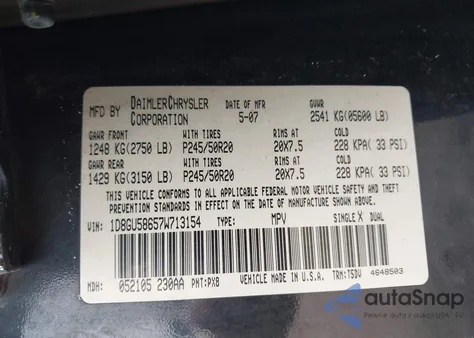 MFD BY DAIMLERCHRYSLER CORPORATION DATE OF MFR 5-07 GVWR 2541 KG(05600 LB)
GAWR FRONT WITH TIRES RIMS AT COLD
1248 KG(2750 LB) P245/50R20 20X7.5 228 KPA( 33 PSI)
GAWR REAR WITH TIRES RIMS AT COLD
1429 KG(3150 LB) P245/50R20 20X7.5 228 KPA( 33 PSI)
THIS VEHICLE CONFORMS TO ALL APPLICABLE FEDERAL MOTOR VEHICLE SAFETY AND
THEFT PREVENTION STANDARDS IN EFFECT ON THE DATE OF MANUFACTURE SHOWN ABOVE.
VIN: 1D8GU58657W713154 TYPE: MPV SINGLE X DUAL
MDH: 052105 230AA PNT:PX8 VEHICLE MADE IN U.S.A. TRM:T5DV 4648503
autoSnap